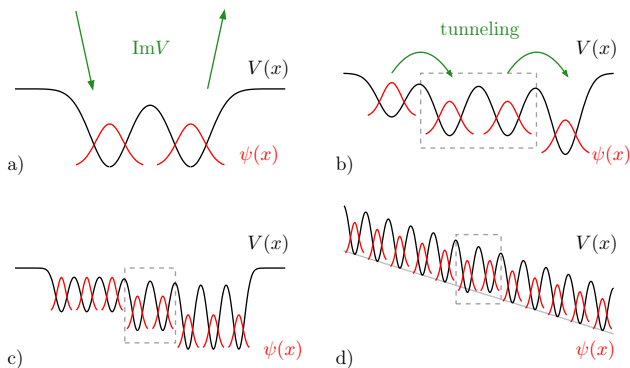 ImV
V(x)
ψ(x)
a)
tunneling
V(x)
ψ(x)
b)
V(x)
ψ(x)
c)
V(x)
ψ(x)
d)